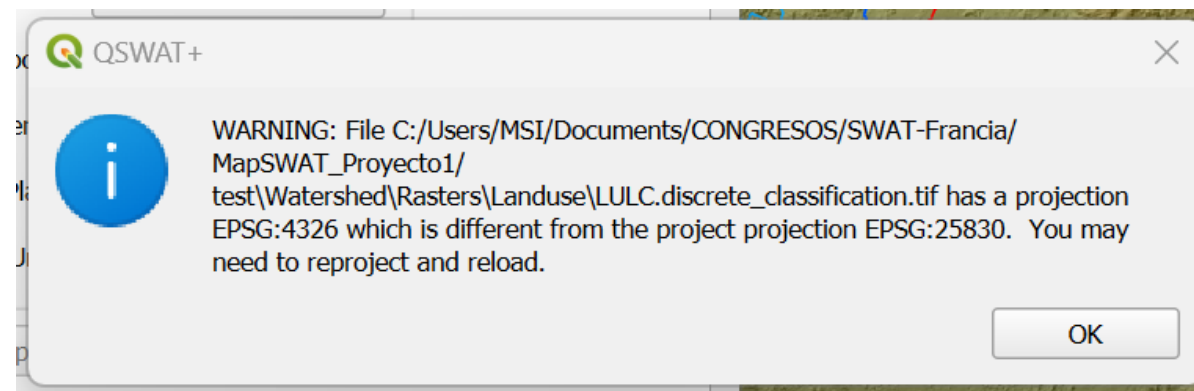 QSWAT+
WARNING: File C:/Users/MSI/Documents/CONGRESOS/SWAT-Francia/
MapSWAT_Proyecto1/
test\Watershed\Rasters\Landuse\LULC.discrete_classification.tif has a projection
EPSG:4326 which is different from the project projection EPSG:25830.  You may
need to reproject and reload.
OK